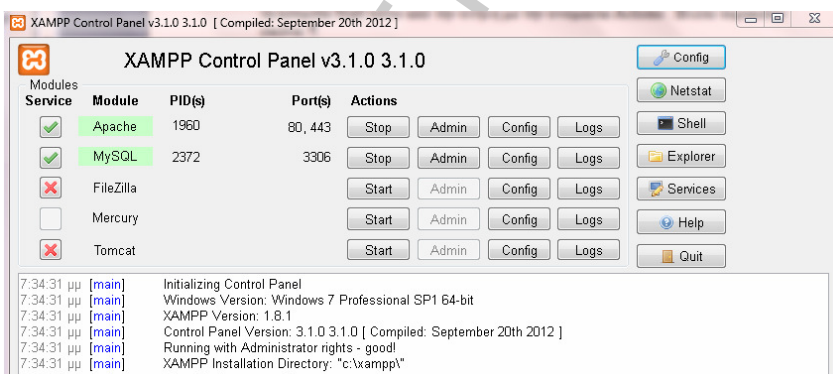 XAMPP Control Panel v3.1.0 3.1.0 [ Compiled: September 20th 2012 ]
XAMPP Control Panel v3.1.0 3.1.0
Config
Modules
Service Module PID(s) Port(s) Actions
Netstat
Apache 1960 80, 443 Stop Admin Config Logs
Shell
MySQL 2372 3306 Stop Admin Config Logs
Explorer
FileZilla Start Admin Config Logs
Services
Mercury Start Admin Config Logs
Help
Tomcat Start Admin Config Logs
Quit
7:34:31 μμ [main] Initializing Control Panel
7:34:31 μμ [main] Windows Version: Windows 7 Professional SP1 64-bit
7:34:31 μμ [main] XAMPP Version: 1.8.1
7:34:31 μμ [main] Control Panel Version: 3.1.0 3.1.0 [ Compiled: September 20th 2012 ]
7:34:31 μμ [main] Running with Administrator rights - good!
7:34:31 μμ [main] XAMPP Installation Directory: "c:\xampp\"